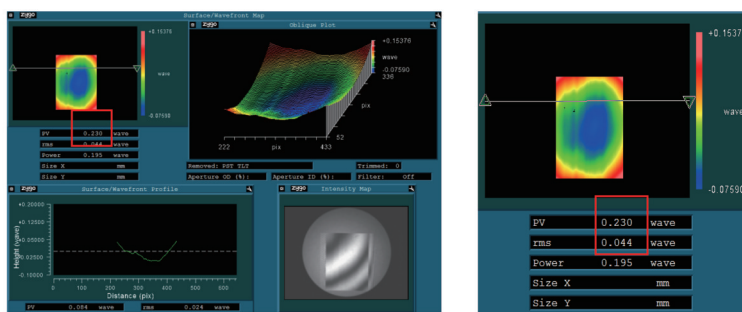 zygo Surface/Wavefront Map
+0.15376
wave
-0.07590
PV 0.230 wave
rms 0.044 wave
Power 0.195 wave
Size X mm
Size Y mm
zygo Oblique Plot
+0.15376
wave
-0.07590
336
pix
52
222 pix 433
Removed: PST TLT Trimmed: 0
Aperture OD (%): Aperture ID (%): Filter: Off
zygo Surface/Wavefront Profile
Height (wave)
+0.20000
+0.12500
+0.05000
-0.02500
-0.10000
0 100 200 300 400 500 600
Distance (pix)
PV 0.084 wave rms 0.024 wave
zygo Intensity Map
+0.15376
wave
-0.07590
PV 0.230 wave
rms 0.044 wave
Power 0.195 wave
Size X mm
Size Y mm